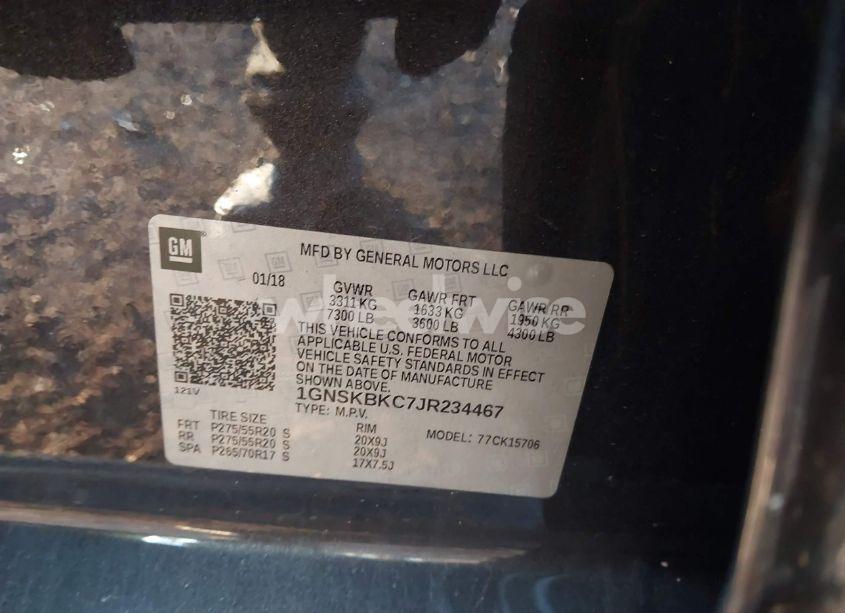 GM
MFD BY GENERAL MOTORS LLC
01/18
GVWR GAWR FRT GAWR/RR
3311 KG 1633 KG 1950 KG
7300 LB 3600 LB 4300 LB
THIS VEHICLE CONFORMS TO ALL
APPLICABLE U.S. FEDERAL MOTOR
VEHICLE SAFETY STANDARDS IN EFFECT
ON THE DATE OF MANUFACTURE
SHOWN ABOVE.
121V
1GNSKBKC7JR234467
TYPE: M.P.V. MODEL: 77CK15706
TIRE SIZE RIM
FRT P275/55R20 S 20X9J
RR P275/55R20 S 20X9J
SPA P265/70R17 S 17X7.5J